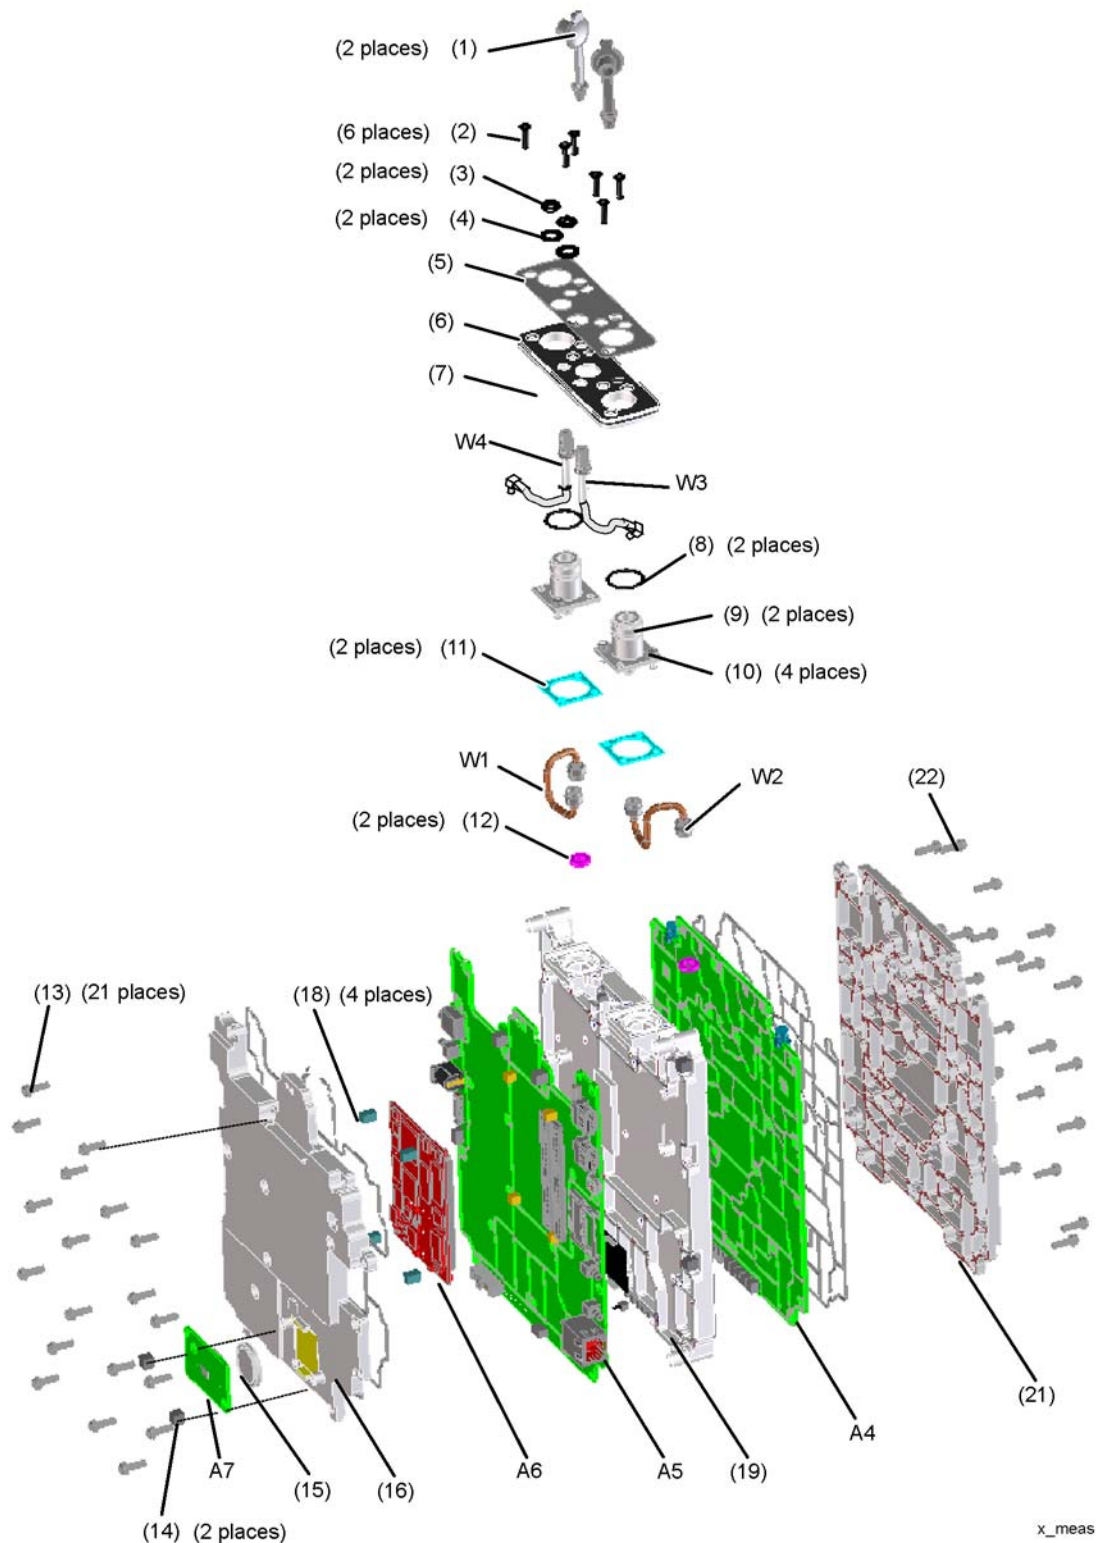 (2 places) (1)
(6 places) (2)
(2 places) (3)
(2 places) (4)
(5)
(6)
(7)
W4
W3
(8) (2 places)
(9) (2 places)
(2 places) (11)
(10) (4 places)
W1
W2
(22)
(2 places) (12)
(13) (21 places)
(18) (4 places)
(21)
A4
A7
(15)
(16)
A6
A5
(19)
(14) (2 places)
x_meas